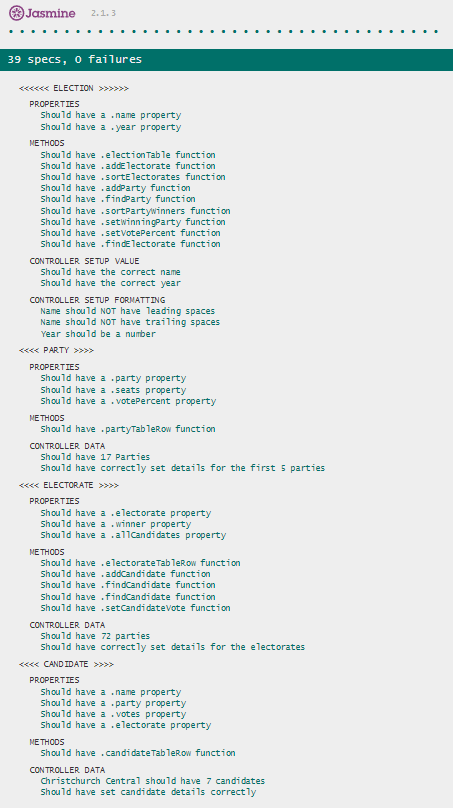 Jasmine 2.1.3
39 specs, 0 failures
<<<<<< ELECTION >>>>>>
PROPERTIES
Should have a .name property
Should have a .year property
METHODS
Should have .electionTable function
Should have .addElectorate function
Should have .sortElectorates function
Should have .addParty function
Should have .findParty function
Should have .sortPartyWinners function
Should have .setWinningParty function
Should have .setVotePercent function
Should have .findElectorate function
CONTROLLER SETUP VALUE
Should have the correct name
Should have the correct year
CONTROLLER SETUP FORMATTING
Name should NOT have leading spaces
Name should NOT have trailing spaces
Year should be a number
<<<< PARTY >>>>
PROPERTIES
Should have a .party property
Should have a .seats property
Should have a .votePercent property
METHODS
Should have .partyTableRow function
CONTROLLER DATA
Should have 17 Parties
Should have correctly set details for the first 5 parties
<<<< ELECTORATE >>>>
PROPERTIES
Should have a .electorate property
Should have a .winner property
Should have a .allCandidates property
METHODS
Should have .electorateTableRow function
Should have .addCandidate function
Should have .findCandidate function
Should have .findCandidate function
Should have .setCandidateVote function
CONTROLLER DATA
Should have 72 parties
Should have correctly set details for the electorates
<<<< CANDIDATE >>>>
PROPERTIES
Should have a .name property
Should have a .party property
Should have a .votes property
Should have a .electorate property
METHODS
Should have .candidateTableRow function
CONTROLLER DATA
Christchurch Central should have 7 candidates
Should have set candidate details correctly